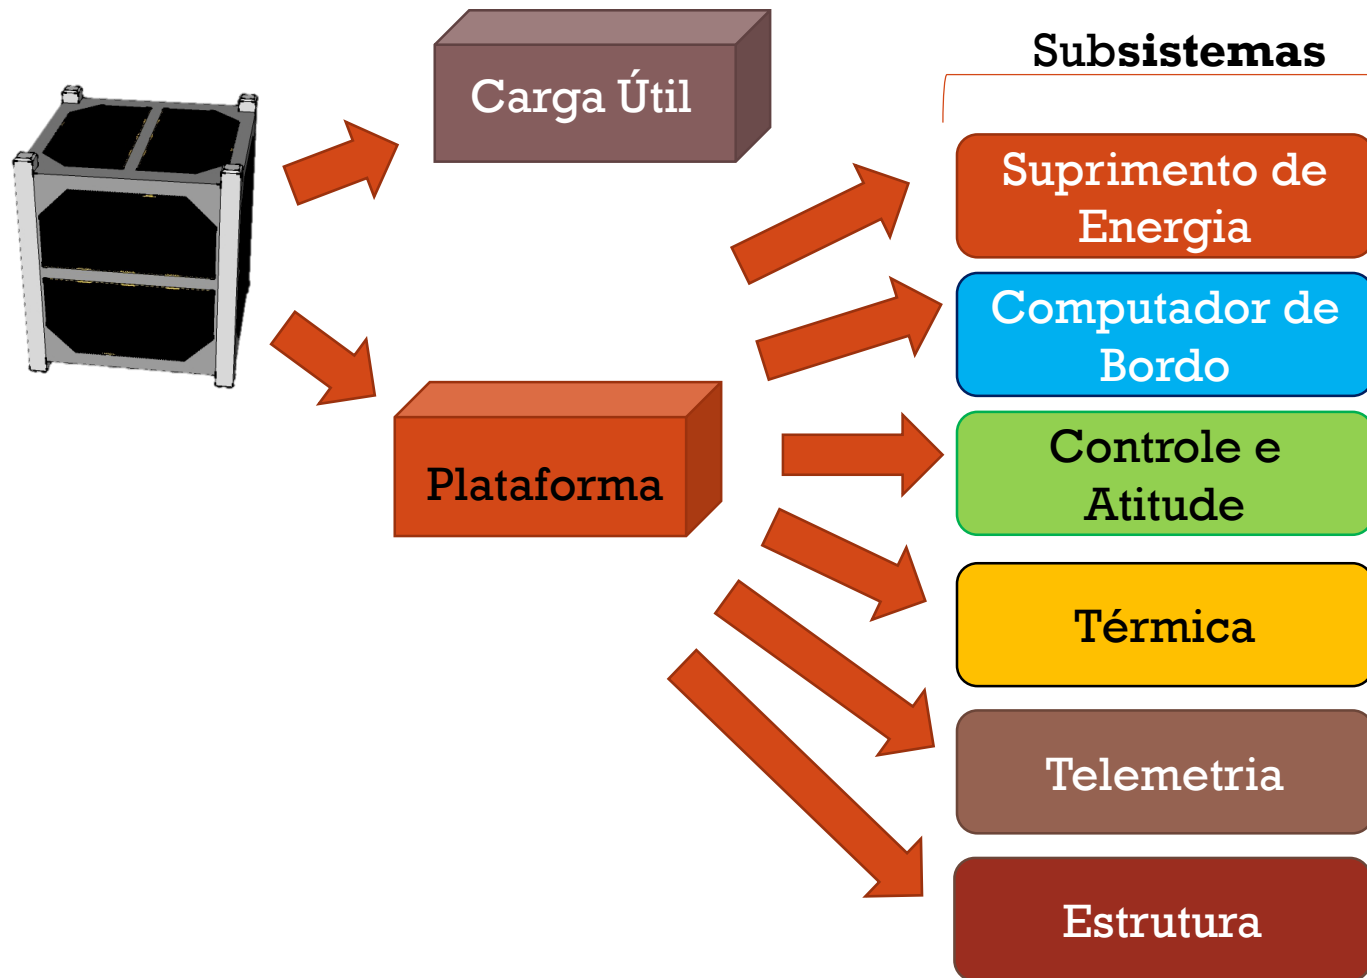 Carga Útil
Plataforma
Subsistemas
Suprimento de
Energia
Computador de
Bordo
Controle e
Atitude
Térmica
Telemetria
Estrutura